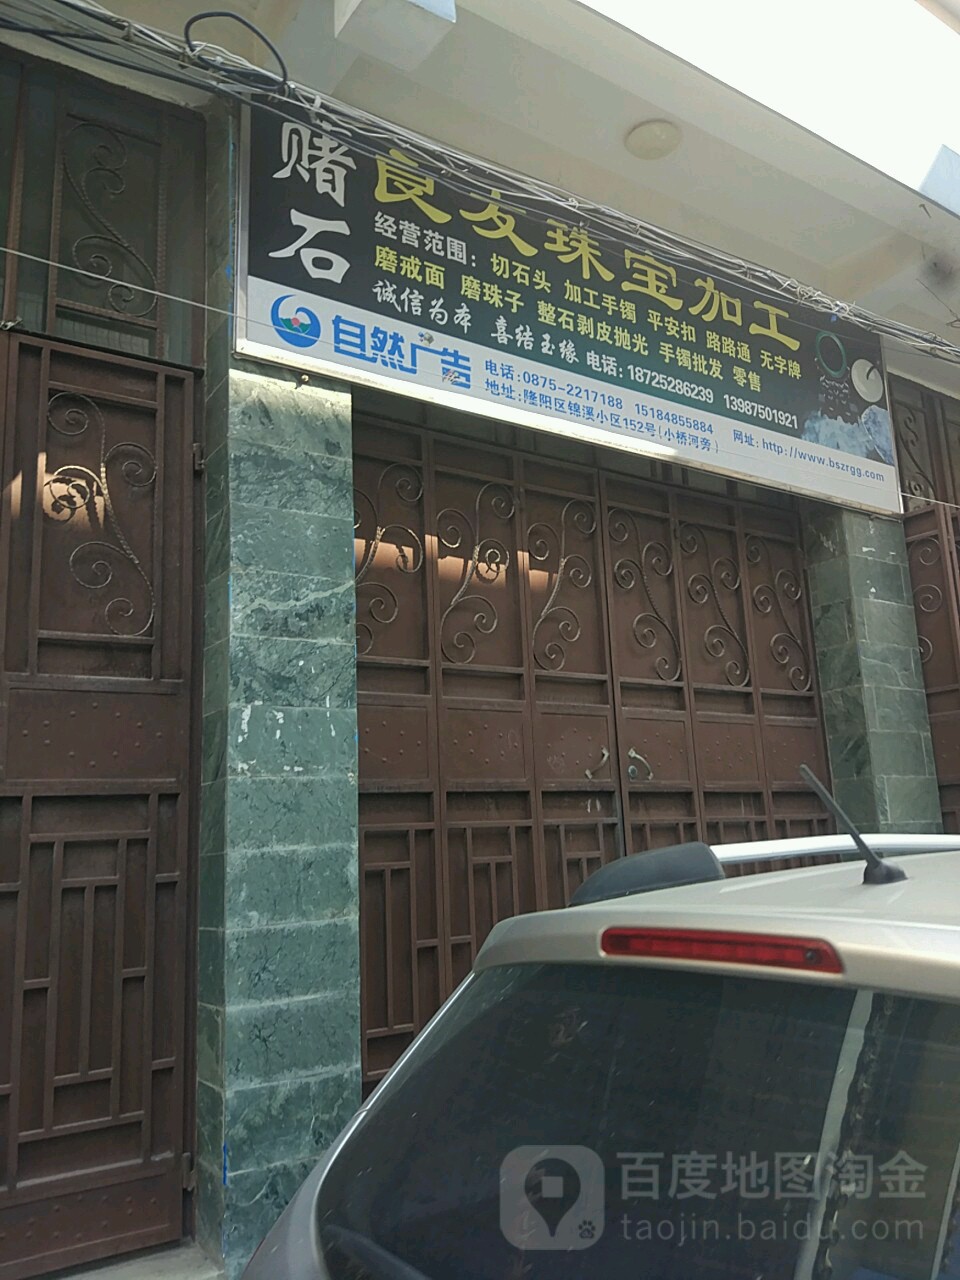 赌石
良友珠宝加工
经营范围：切石头 加工手镯 平安扣 路路通 无字牌
磨戒面 磨珠子 整石剥皮抛光 手镯批发 零售
诚信为本 喜结玉缘 电话：18725286239 13987501921
自然广告
电话：0875-2217188 15184855884 网址：http://www.bszrgg.com
地址：隆阳区锦溪小区152号（小桥河旁）
百度地图淘金
taojin.baidu.com